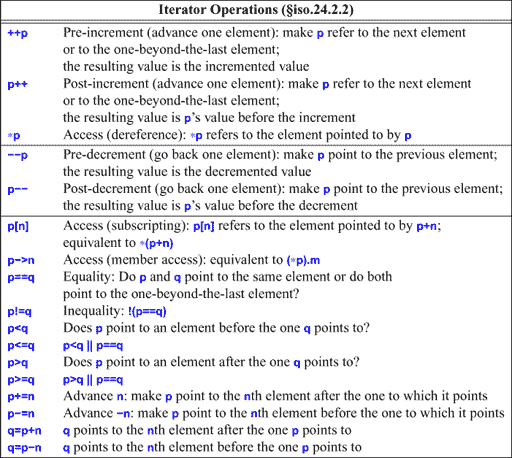 Iterator Operations (§iso.24.2.2)
++p Pre-increment (advance one element): make p refer to the next element
or to the one-beyond-the-last element;
the resulting value is the incremented value
p++ Post-increment (advance one element): make p refer to the next element
or to the one-beyond-the-last element;
the resulting value is p's value before the increment
*p Access (dereference): *p refers to the element pointed to by p
--p Pre-decrement (go back one element): make p point to the previous element;
the resulting value is the decremented value
p-- Post-decrement (go back one element): make p point to the previous element;
the resulting value is p's value before the decrement
p[n] Access (subscripting): p[n] refers to the element pointed to by p+n;
equivalent to *(p+n)
p->n Access (member access): equivalent to (*p).m
p==q Equality: Do p and q point to the same element or do both
point to the one-beyond-the-last element?
p!=q Inequality: !(p==q)
p<q Does p point to an element before the one q points to?
p<=q p<q || p==q
p>q Does p point to an element after the one q points to?
p>=q p>q || p==q
p+=n Advance n: make p point to the nth element after the one to which it points
p-=n Advance -n: make p point to the nth element before the one to which it points
q=p+n q points to the nth element after the one p points to
q=p-n q points to the nth element before the one p points to